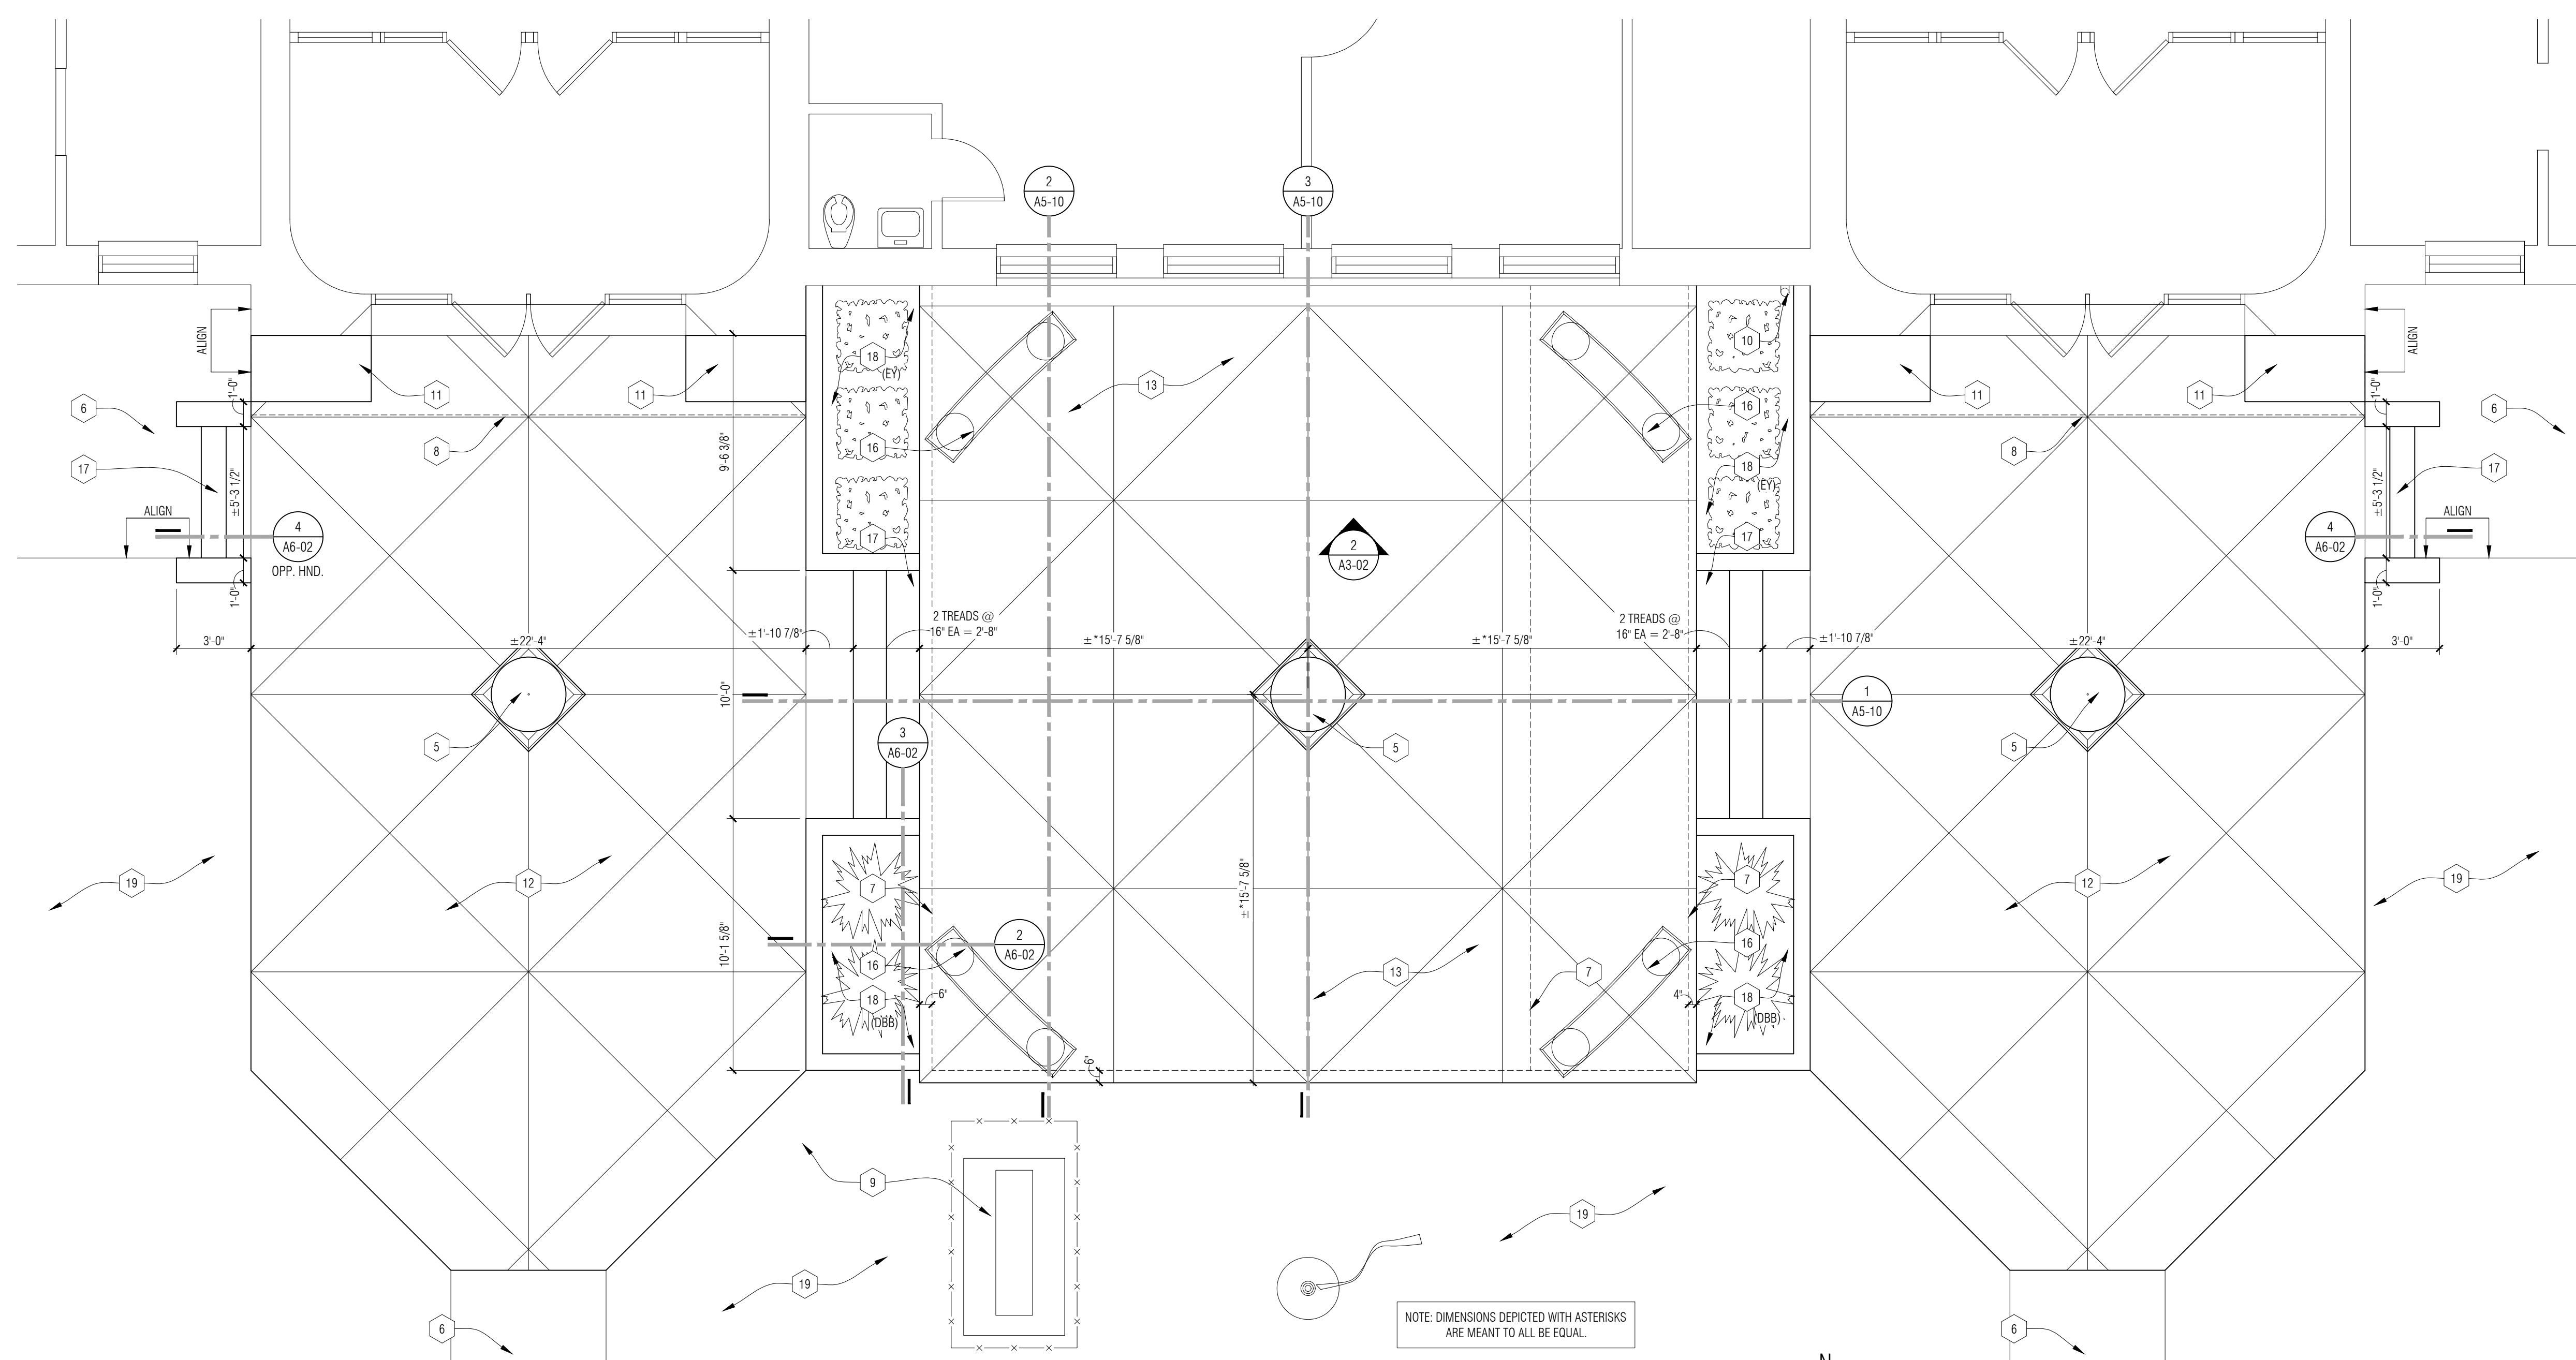 2
A5-10
3
A5-10
ALIGN
ALIGN
18
(EY)
10
13
11
11
11
11
1'-0"
1'-0"
6
6
16
16
8
8
9'-6 3/8"
17
17
18
(EY)
±5'-3 1/2"
±5'-3 1/2"
ALIGN
ALIGN
4
A6-02
OPP. HND.
4
A6-02
17
17
2
A3-02
1'-0"
1'-0"
2 TREADS @
16" EA = 2'-8"
2 TREADS @
16" EA = 2'-8"
3'-0"
±22'-4"
±1'-10 7/8"
±*15'-7 5/8"
±*15'-7 5/8"
±1'-10 7/8"
±22'-4"
3'-0"
10'-0"
1
A5-10
3
A6-02
5
5
5
19
12
7
±*15'-7 5/8"
7
12
19
10'-1 5/8"
2
A6-02
16
16
13
7
18
(DBB)
6"
4"
18
(DBB)
6"
9
19
19
6
NOTE: DIMENSIONS DEPICTED WITH ASTERISKS
ARE MEANT TO ALL BE EQUAL.
6
N